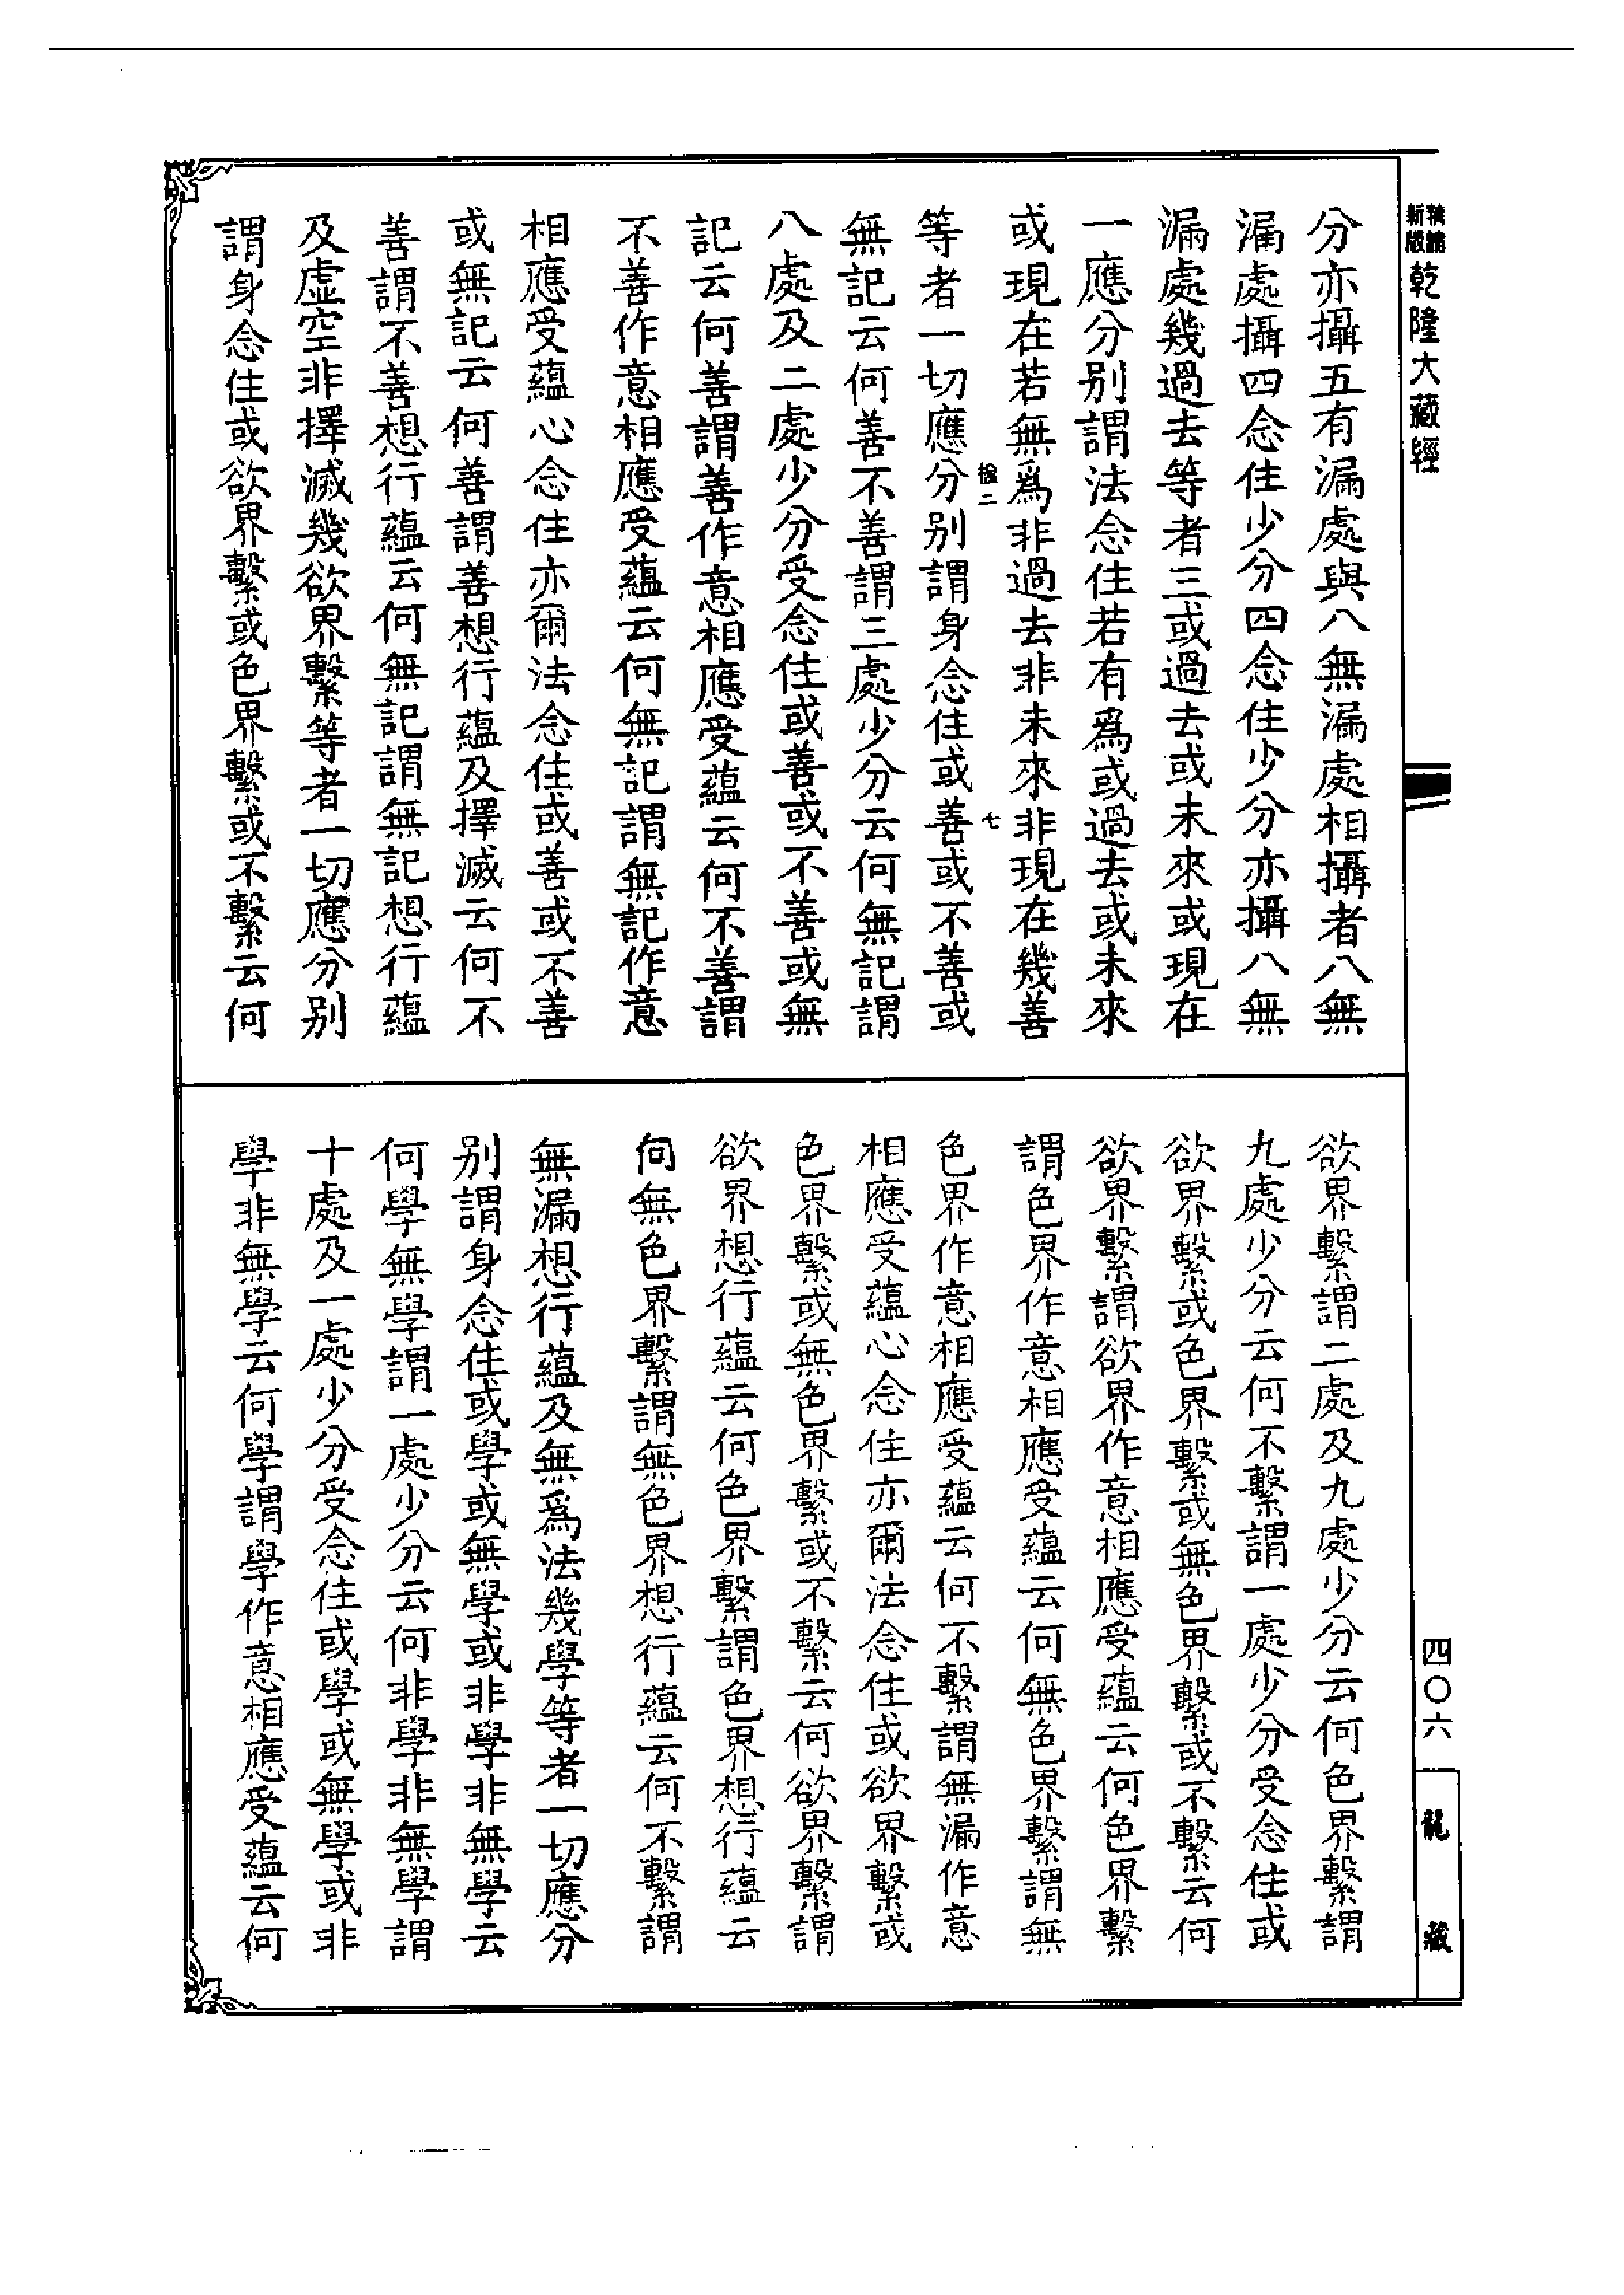 新版 精講
乾隆大藏經
分亦攝五有漏處與八無漏處相攝者八無
漏處攝四念住少分四念住少分亦攝八無
漏處幾過去等者三或過去或未來或現在
一應分別謂法念住若有爲或過去或未來
或現在若無爲非過去非未來非現在幾善
二 七
等者一切應分別謂身念住或善或不善或
無記云何善不善謂三處少分云何無記謂
八處及二處少分受念住或善或不善或無
記云何善謂善作意相應受蘊云何不善謂
不善作意相應受蘊云何無記謂無記作意
相應受蘊心念住亦爾法念住或善或不善
或無記云何善謂善想行蘊及擇滅云何不
善謂不善想行蘊云何無記謂無記想行蘊
及虛空非擇滅幾欲界繫等者一切應分別
謂身念住或欲界繫或色界繫或不繫云何
欲界繫謂二處及九處少分云何色界繫謂
九處少分云何不繫謂一處少分受念住或
欲界繫或色界繫或無色界繫或不繫云何
欲界繫謂欲界作意相應受蘊云何色界繫
謂色界作意相應受蘊云何無色界繫謂無
色界作意相應受蘊云何不繫謂無漏作意
相應受蘊心念住亦爾法念住或欲界繫或
色界繫或無色界繫或不繫云何欲界繫謂
欲界想行蘊云何色界繫謂色界想行蘊云
何無色界繫謂無色界想行蘊云何不繫謂
無漏想行蘊及無爲法幾學等者一切應分
別謂身念住或學或無學或非學非無學云
何學無學謂一處少分云何非學非無學謂
十處及一處少分受念住或學或無學或非
學非無學云何學謂學作意相應受蘊云何
四〇六
龍藏